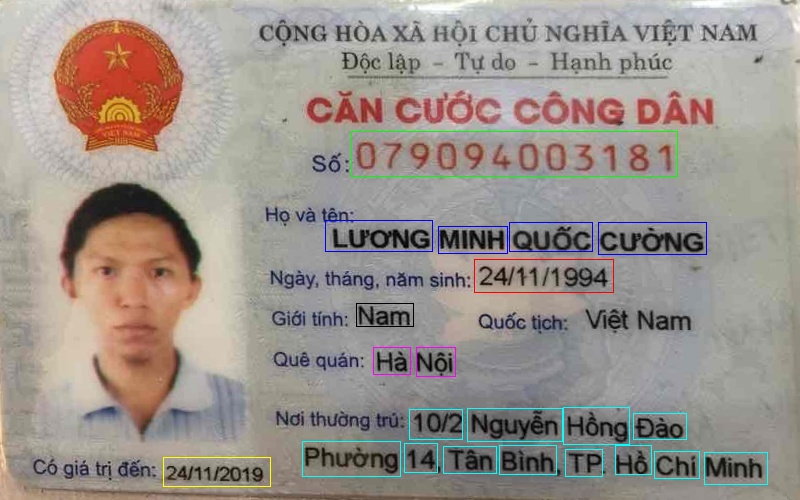 CỘNG HÒA XÃ HỘI CHỦ NGHĨA VIỆT NAM
Độc lập - Tự do - Hạnh phúc
CĂN CƯỚC CÔNG DÂN
Số: 079094003181
Họ và tên:
LƯƠNG MINH QUỐC CƯỜNG
Ngày, tháng, năm sinh: 24/11/1994
Giới tính: Nam Quốc tịch: Việt Nam
Quê quán: Hà Nội
Nơi thường trú: 10/2 Nguyễn Hồng Đào
Phường 14, Tân Bình, TP. Hồ Chí Minh
Có giá trị đến: 24/11/2019